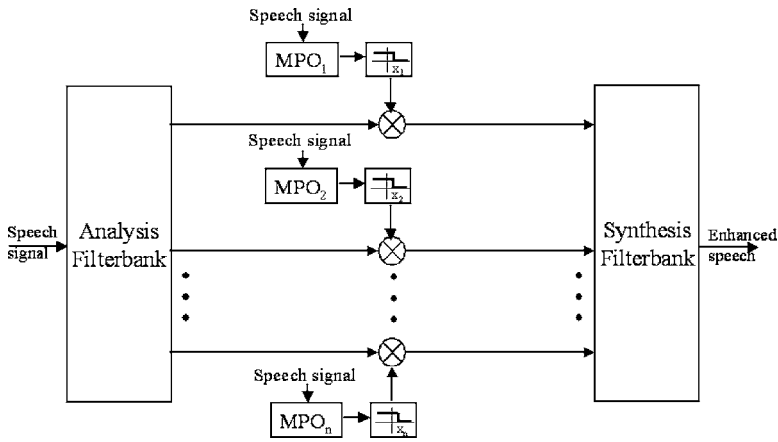 Speech signal
MPO1
x1
Speech signal
MPO2
x2
Speech
signal
Analysis
Filterbank
Synthesis
Filterbank
Enhanced
speech
Speech signal
MPOn
xn